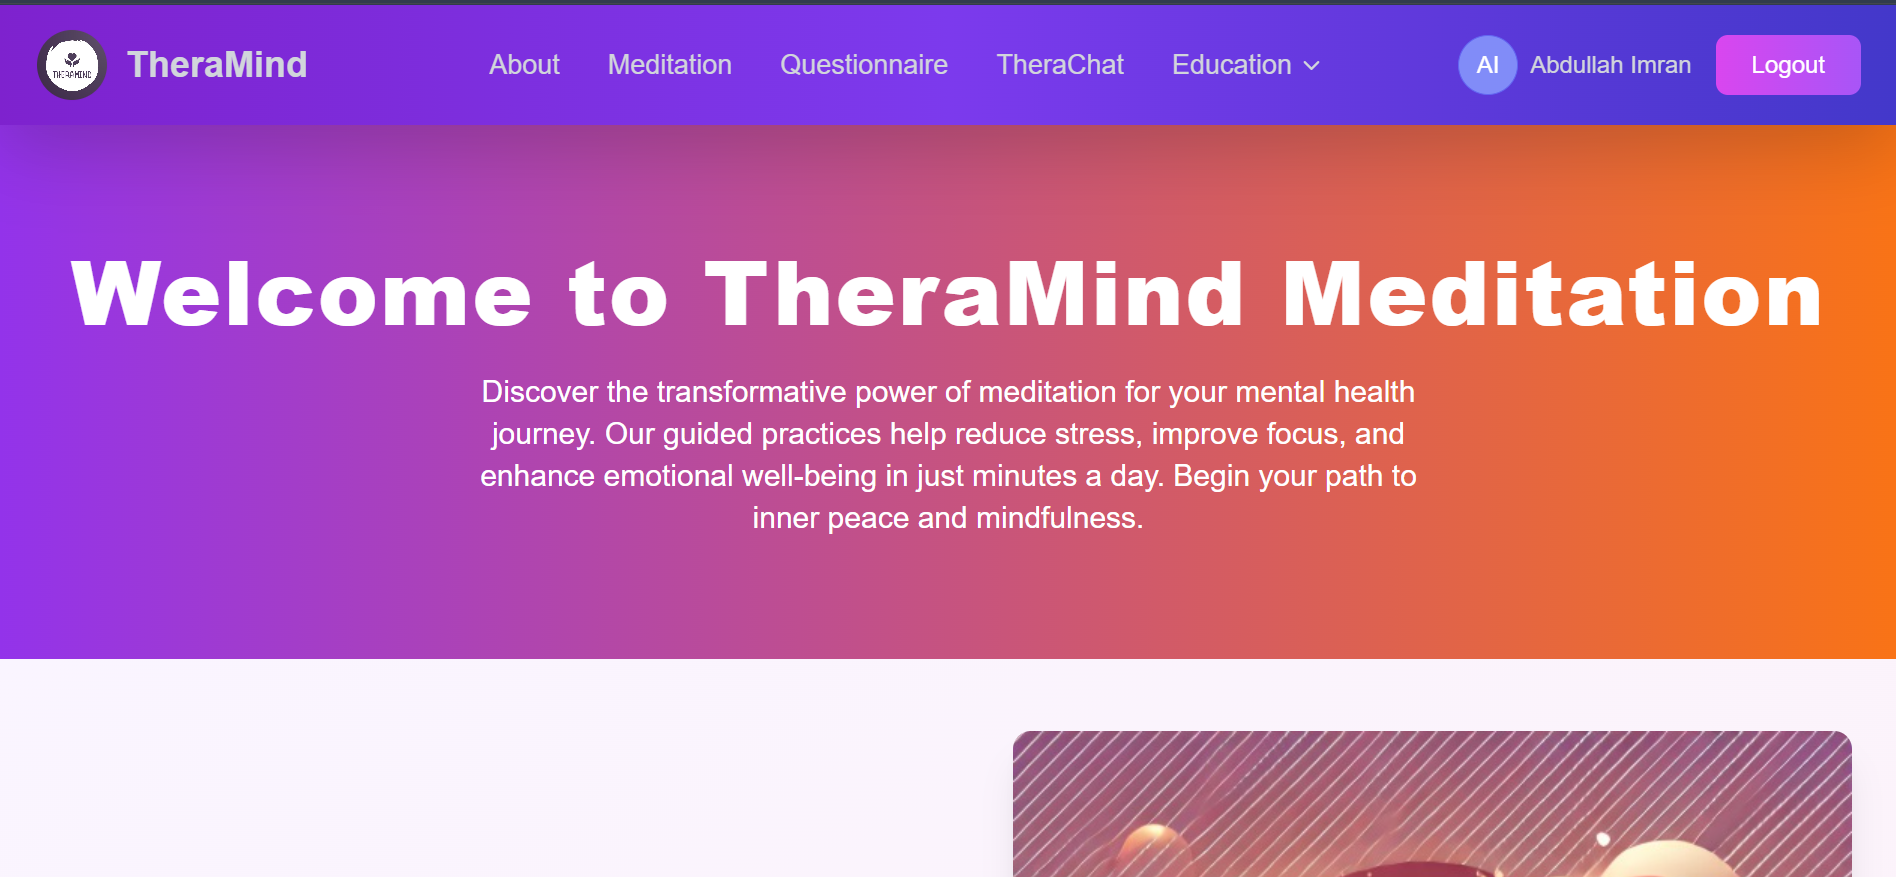 THERAMIND
TheraMind
About
Meditation
Questionnaire
TheraChat
Education
AI
Abdullah Imran
Logout
Welcome to TheraMind Meditation
Discover the transformative power of meditation for your mental health
journey. Our guided practices help reduce stress, improve focus, and
enhance emotional well-being in just minutes a day. Begin your path to
inner peace and mindfulness.